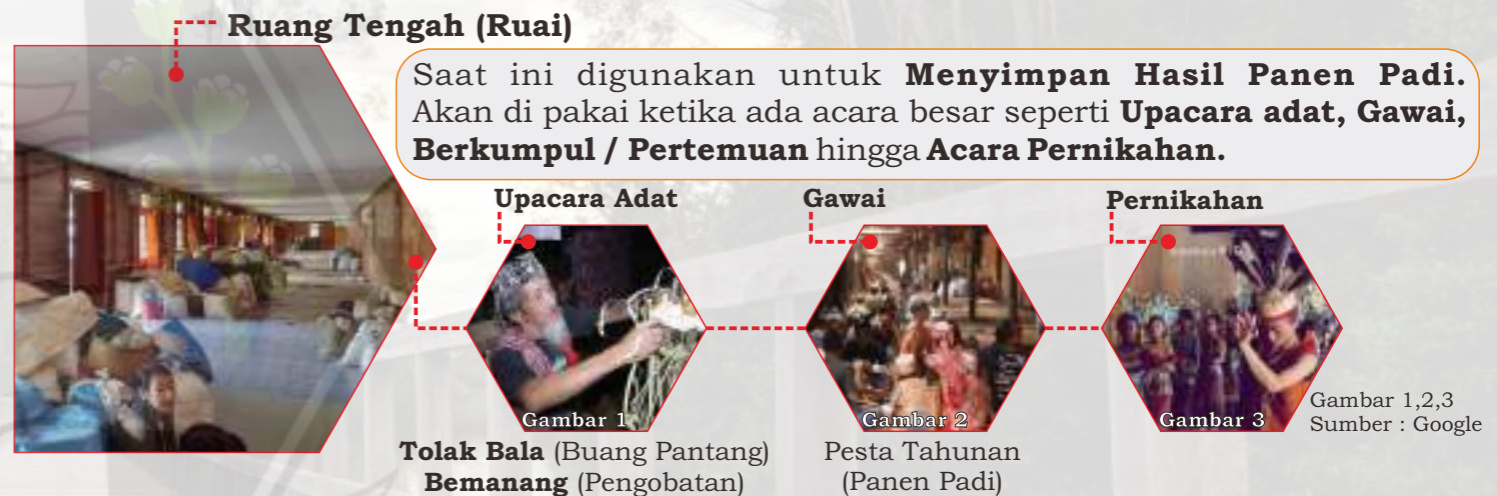 Ruang Tengah (Ruai)
Saat ini digunakan untuk Menyimpan Hasil Panen Padi.
Akan di pakai ketika ada acara besar seperti Upacara adat, Gawai,
Berkumpul / Pertemuan hingga Acara Pernikahan.
Upacara Adat
Gawai
Pernikahan
Gambar 1
Gambar 2
Gambar 3
Gambar 1,2,3
Sumber : Google
Tolak Bala (Buang Pantang)
Bemanang (Pengobatan)
Pesta Tahunan
(Panen Padi)